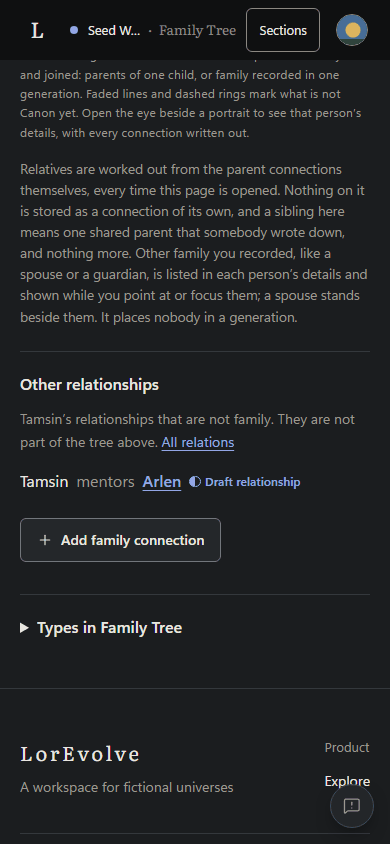 L
Seed W... · Family Tree
Sections
and joined: parents of one child, or family recorded in one
generation. Faded lines and dashed rings mark what is not
Canon yet. Open the eye beside a portrait to see that person's
details, with every connection written out.
Relatives are worked out from the parent connections
themselves, every time this page is opened. Nothing on it
is stored as a connection of its own, and a sibling here
means one shared parent that somebody wrote down,
and nothing more. Other family you recorded, like a
spouse or a guardian, is listed in each person's details and
shown while you point at or focus them; a spouse stands
beside them. It places nobody in a generation.
Other relationships
Tamsin's relationships that are not family. They are not
part of the tree above. All relations
Tamsin mentors Arlen Draft relationship
+ Add family connection
Types in Family Tree
LorEvolve
A workspace for fictional universes
Product
Explore